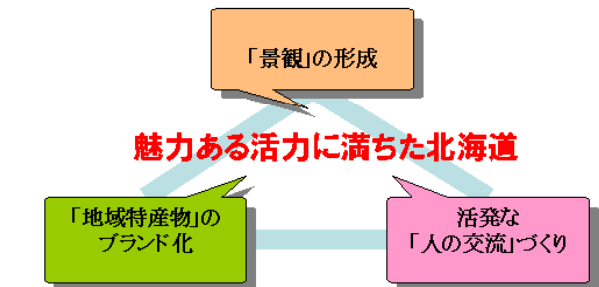 「景観」の形成
魅力ある活力に満ちた北海道
「地域特産物」の
ブランド化
活発な
「人の交流」づくり